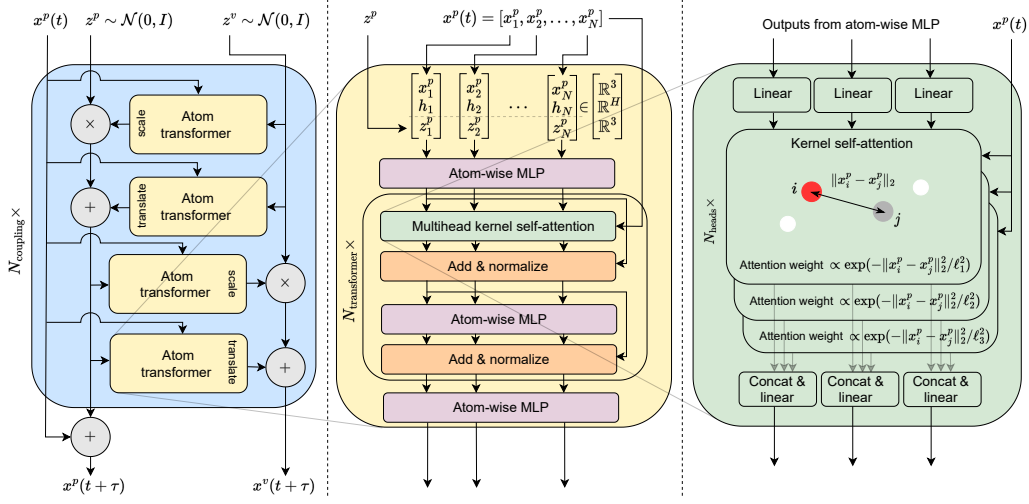 x^p(t)
z^p ∼ 𝒩(0, I)
z^v ∼ 𝒩(0, I)
Atom
transformer
scale
×
Atom
transformer
translate
+
Atom
transformer
scale
×
Atom
transformer
translate
+
N_coupling×
+
x^p(t + τ)
x^v(t + τ)
z^p
x^p(t) = [x_1^p, x_2^p, . . . , x_N^p]
[x_1^p] [x_2^p] [x_N^p] [ℝ^3]
[h_1] [h_2] ... [h_N] ∈ [ℝ^H]
[z_1^p] [z_2^p] [z_N^p] [ℝ^3]
Atom-wise MLP
Multihead kernel self-attention
Add & normalize
Atom-wise MLP
Add & normalize
N_transformer×
Atom-wise MLP
Outputs from atom-wise MLP
x^p(t)
Linear
Linear
Linear
Kernel self-attention
‖x_i^p − x_j^p‖_2
i
j
N_heads×
Attention weight ∝ exp(−‖x_i^p − x_j^p‖_2^2/ℓ_1^2)
Attention weight ∝ exp(−‖x_i^p − x_j^p‖_2^2/ℓ_2^2)
Attention weight ∝ exp(−‖x_i^p − x_j^p‖_2^2/ℓ_3^2)
Concat &
linear
Concat &
linear
Concat &
linear